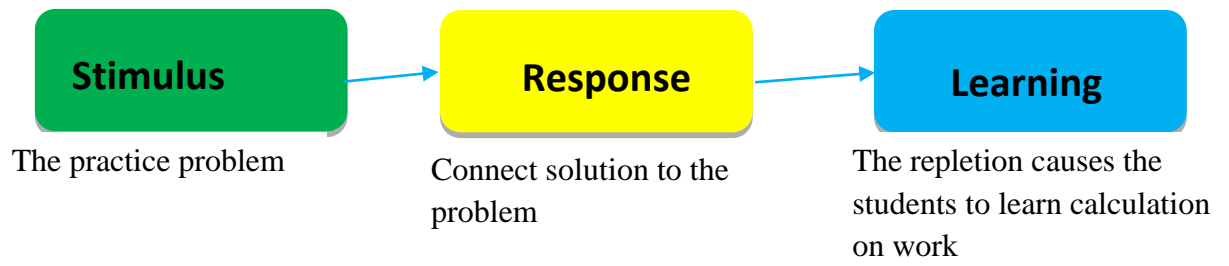 Stimulus
Response
Learning
The practice problem
Connect solution to the
problem
The repletion causes the
students to learn calculation
on work